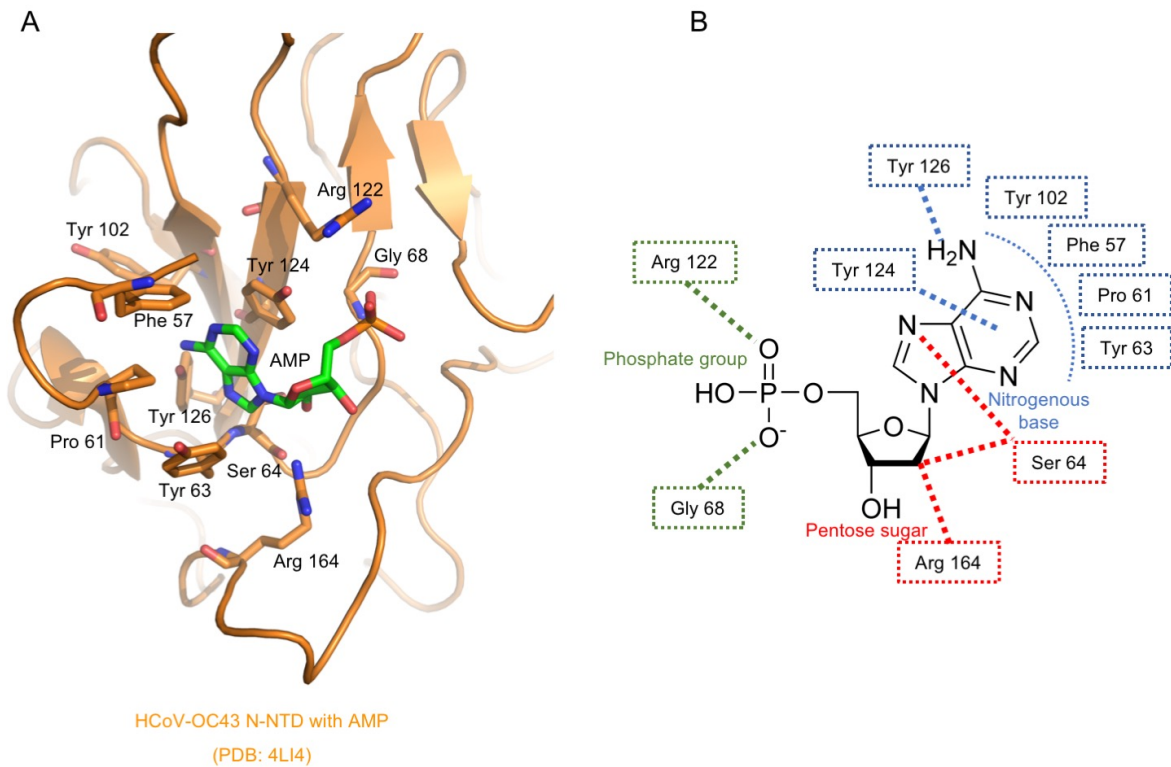 A
Arg 122
Tyr 102
Tyr 124
Gly 68
Phe 57
AMP
Tyr 126
Pro 61
Ser 64
Tyr 63
Arg 164
HCoV-OC43 N-NTD with AMP
(PDB: 4LI4)
B
Tyr 126
Tyr 102
H₂N
Phe 57
Arg 122
Tyr 124
Pro 61
N
N
Tyr 63
Phosphate group
O
N
N
HO
P
O
Nitrogenous
base
O⁻
O
Ser 64
Gly 68
OH
Pentose sugar
Arg 164